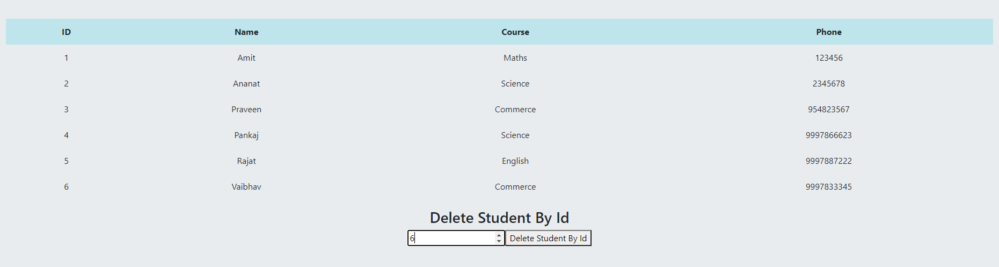 ID Name Course Phone
1 Amit Maths 123456
2 Ananat Science 2345678
3 Praveen Commerce 954823567
4 Pankaj Science 9997866623
5 Rajat English 9997887222
6 Vaibhav Commerce 9997833345
Delete Student By Id
6 Delete Student By Id